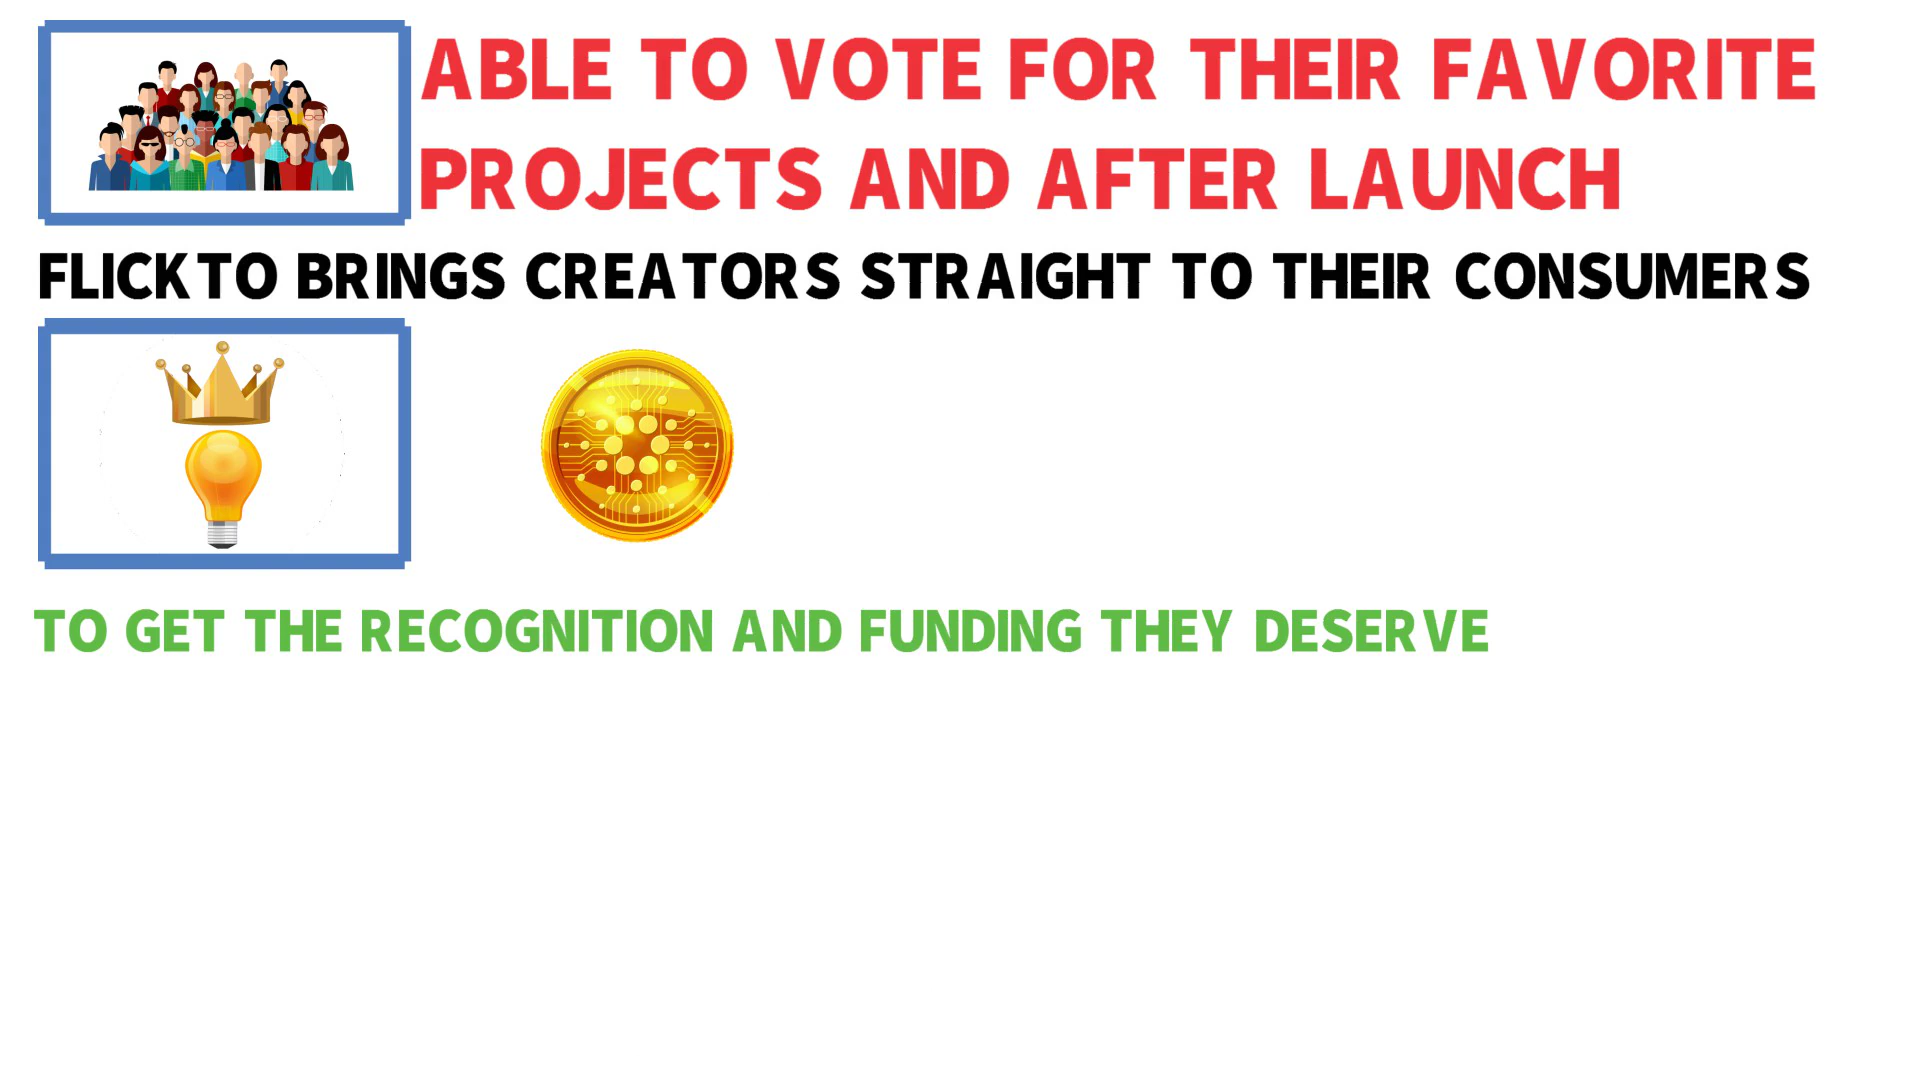 ABLE TO VOTE FOR THEIR FAVORITE
PROJECTS AND AFTER LAUNCH
FLICKTO BRINGS CREATORS STRAIGHT TO THEIR CONSUMERS
TO GET THE RECOGNITION AND FUNDING THEY DESERVE